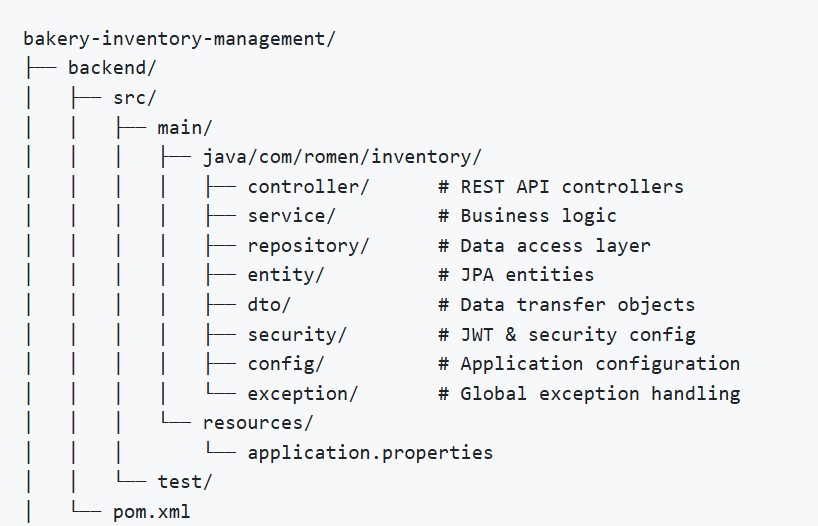 bakery-inventory-management/
├── backend/
│   ├── src/
│   │   ├── main/
│   │   │   ├── java/com/romen/inventory/
│   │   │   │   ├── controller/      # REST API controllers
│   │   │   │   ├── service/         # Business logic
│   │   │   │   ├── repository/      # Data access layer
│   │   │   │   ├── entity/          # JPA entities
│   │   │   │   ├── dto/             # Data transfer objects
│   │   │   │   ├── security/        # JWT & security config
│   │   │   │   ├── config/          # Application configuration
│   │   │   │   └── exception/       # Global exception handling
│   │   │   └── resources/
│   │   │       └── application.properties
│   │   └── test/
│   └── pom.xml